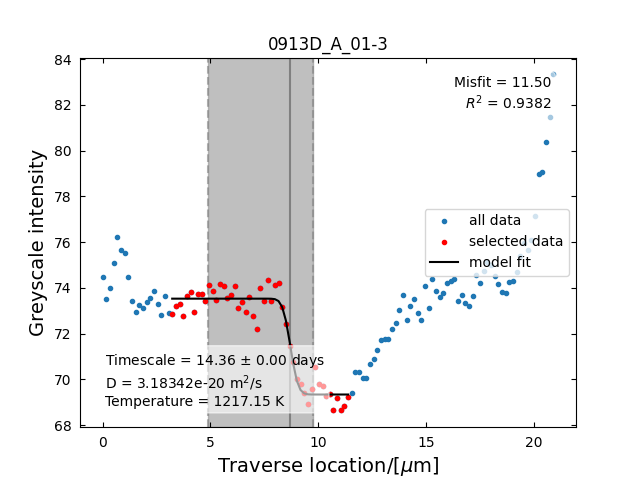 0913D_A_01-3
Misfit = 11.50
R² = 0.9382
84
82
80
78
76
74
72
70
68
Greyscale intensity
all data
selected data
model fit
Timescale = 14.36 ± 0.00 days
D = 3.18342e-20 m²/s
Temperature = 1217.15 K
0 5 10 15 20
Traverse location/[μm]